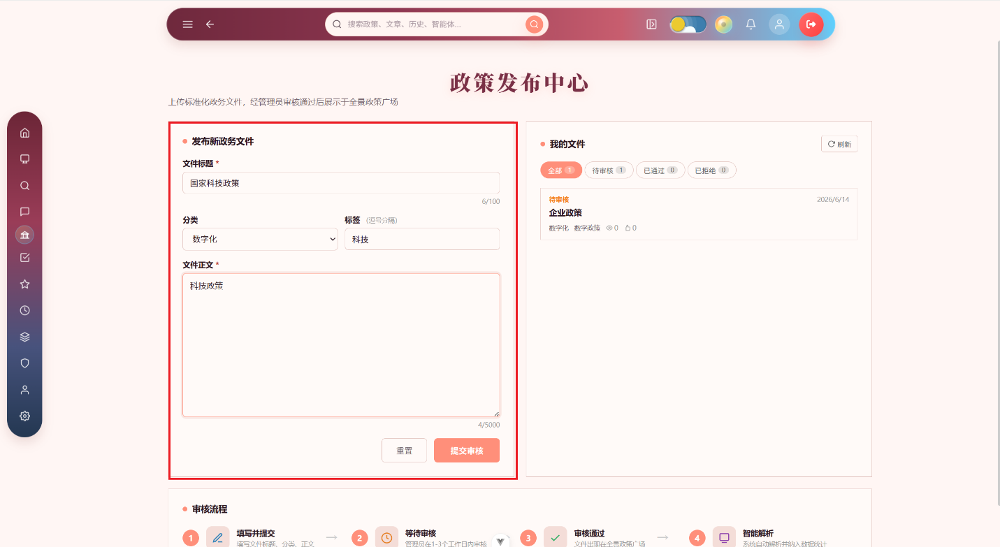 搜索政策、文章、历史、智能体...
政策发布中心
上传标准化政务文件，经管理员审核通过后展示于全景政策广场
发布新政务文件
文件标题 *
国家科技政策
6/100
分类
标签 (逗号分隔)
数字化
科技
文件正文 *
科技政策
4/5000
重置
提交审核
我的文件
刷新
全部 1
待审核 1
已通过 0
已拒绝 0
待审核
2026/6/14
企业政策
数字化 数字政策 0 0
审核流程
1
填写并提交
填写文件标题、分类、正文
2
等待审核
管理员在1-3个工作日内审核
3
审核通过
文件出现在全景政策广场
4
智能解析
系统自动解析并纳入数据统计